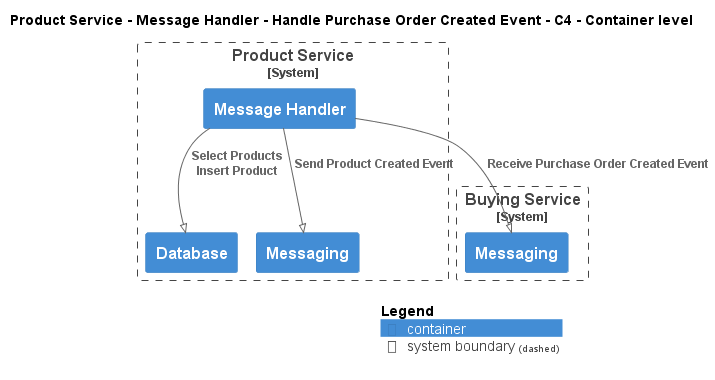 Product Service - Message Handler - Handle Purchase Order Created Event - C4 - Container level
Product Service
[System]
Message Handler
Select Products
Insert Product
Send Product Created Event
Receive Purchase Order Created Event
Buying Service
[System]
Database
Messaging
Messaging
Legend
container
system boundary (dashed)